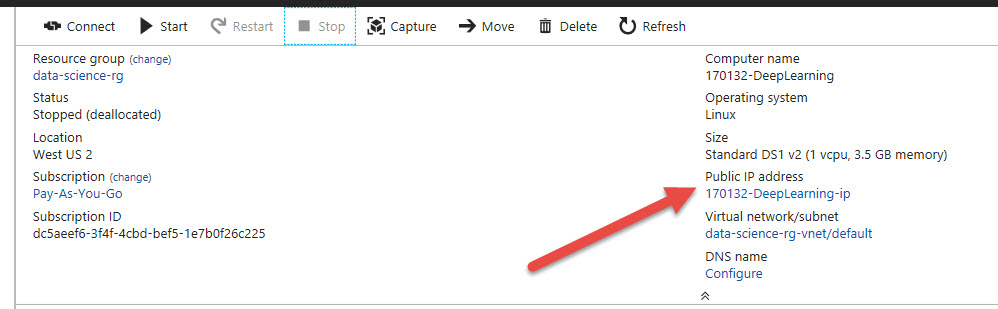 Connect Start Restart Stop Capture Move Delete Refresh
Resource group (change)
data-science-rg
Status
Stopped (deallocated)
Location
West US 2
Subscription (change)
Pay-As-You-Go
Subscription ID
dc5aeef6-3f4f-4cbd-bef5-1e7b0f26c225
Computer name
170132-DeepLearning
Operating system
Linux
Size
Standard DS1 v2 (1 vcpu, 3.5 GB memory)
Public IP address
170132-DeepLearning-ip
Virtual network/subnet
data-science-rg-vnet/default
DNS name
Configure